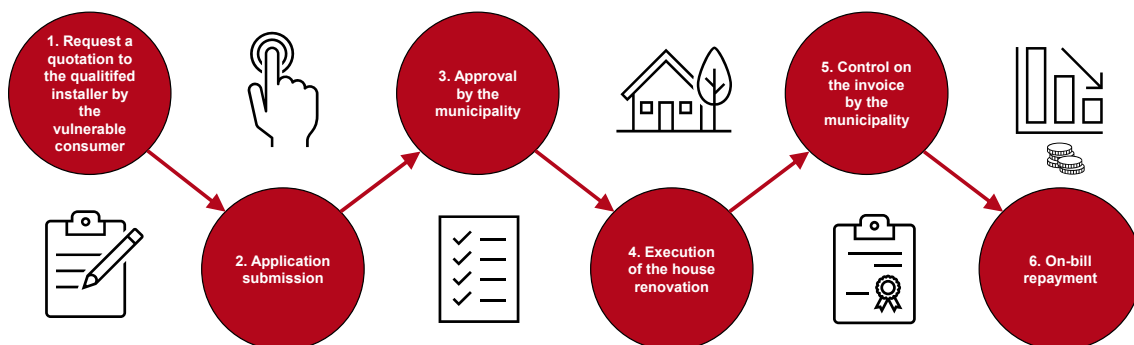 1. Request a
quotation to
the qualitifed
installer by
the
vulnerable
consumer
2. Application
submission
3. Approval
by the
municipality
4. Execution
of the house
renovation
5. Control on
the invoice
by the
municipality
6. On-bill
repayment